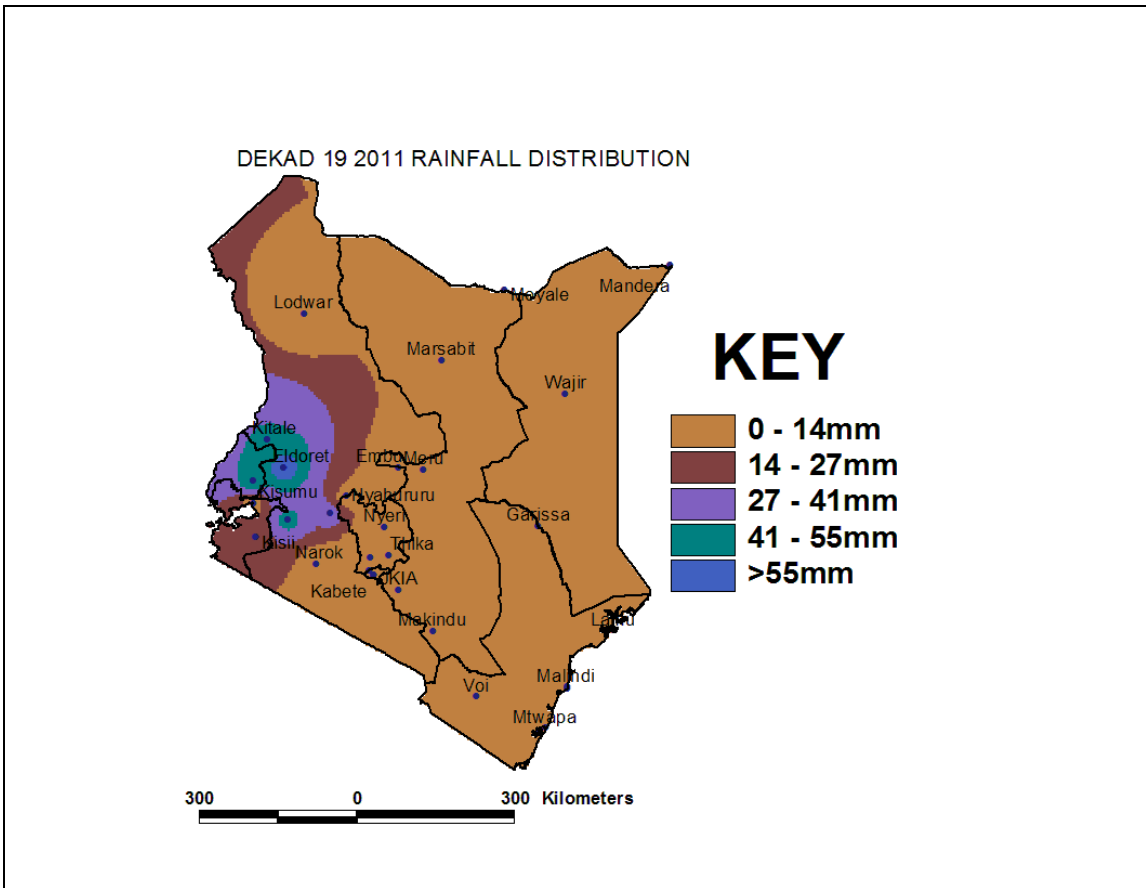 DEKAD 19 2011 RAINFALL DISTRIBUTION
Mandera
Moyale
Lodwar
Marsabit
Wajir
KEY
0 - 14mm
14 - 27mm
27 - 41mm
41 - 55mm
>55mm
Kitale
Eldoret
Embu
Meru
Kisumu
Nyahururu
Nyeri
Garissa
Kisii
Narok
Thika
JKIA
Kabete
Makindu
Lamu
Voi
Malindi
Mtwapa
300 0 300 Kilometers